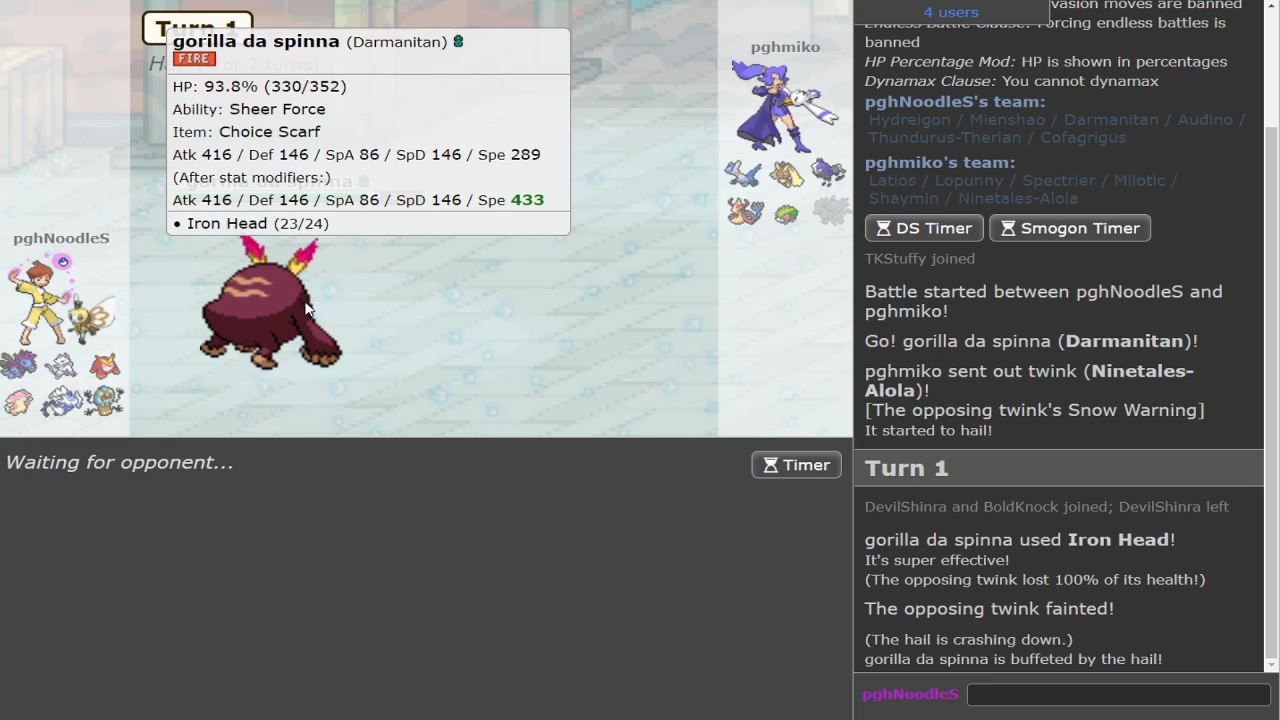 Turn 1
gorilla da spinna (Darmanitan)
FIRE
HP: 93.8% (330/352)
Ability: Sheer Force
Item: Choice Scarf
Atk 416 / Def 146 / SpA 86 / SpD 146 / Spe 289
(After stat modifiers:)
Atk 416 / Def 146 / SpA 86 / SpD 146 / Spe 433
• Iron Head (23/24)
pghNoodleS
pghmiko
Waiting for opponent...
Timer
4 users
vasion moves are banned
Endless Battle Clause: Forcing endless battles is
banned
HP Percentage Mod: HP is shown in percentages
Dynamax Clause: You cannot dynamax
pghNoodleS's team:
Hydreigon / Mienshao / Darmanitan / Audino /
Thundurus-Therian / Cofagrigus
pghmiko's team:
Latios / Lopunny / Spectrier / Milotic /
Shaymin / Ninetales-Alola
DS Timer Smogon Timer
TKStuffy joined
Battle started between pghNoodleS and
pghmiko!
Go! gorilla da spinna (Darmanitan)!
pghmiko sent out twink (Ninetales-
Alola)!
[The opposing twink's Snow Warning]
It started to hail!
Turn 1
DevilShinra and BoldKnock joined; DevilShinra left
gorilla da spinna used Iron Head!
It's super effective!
(The opposing twink lost 100% of its health!)
The opposing twink fainted!
(The hail is crashing down.)
gorilla da spinna is buffeted by the hail!
pghNoodleS